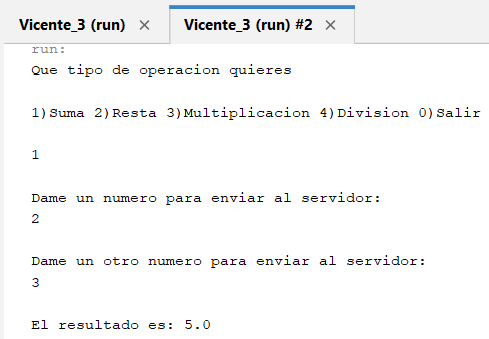 Vicente_3 (run) × Vicente_3 (run) #2 ×
run:
Que tipo de operacion quieres
1)Suma 2)Resta 3)Multiplicacion 4)Division 0)Salir
1
Dame un numero para enviar al servidor:
2
Dame un otro numero para enviar al servidor:
3
El resultado es: 5.0